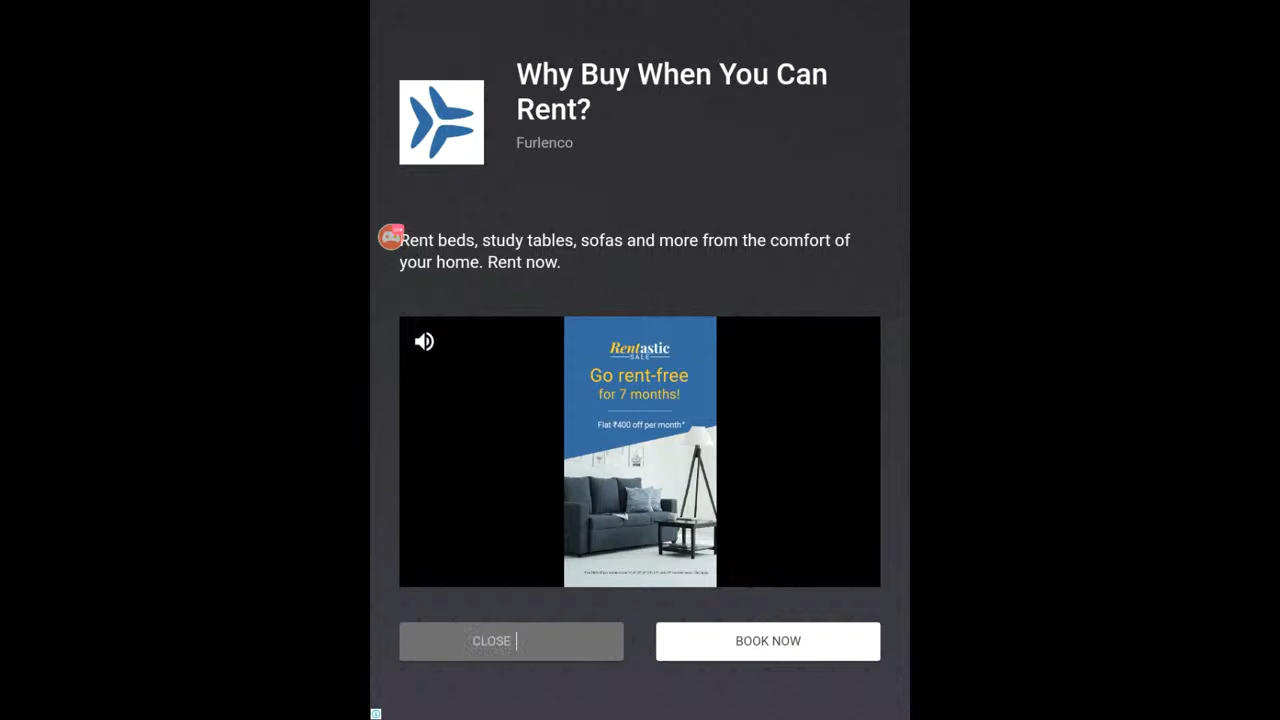 Why Buy When You Can
Rent?
Furlenco
Rent beds, study tables, sofas and more from the comfort of
your home. Rent now.
Rentastic
SALE
Go rent-free
for 7 months!
Flat ₹400 off per month*
CLOSE |
BOOK NOW